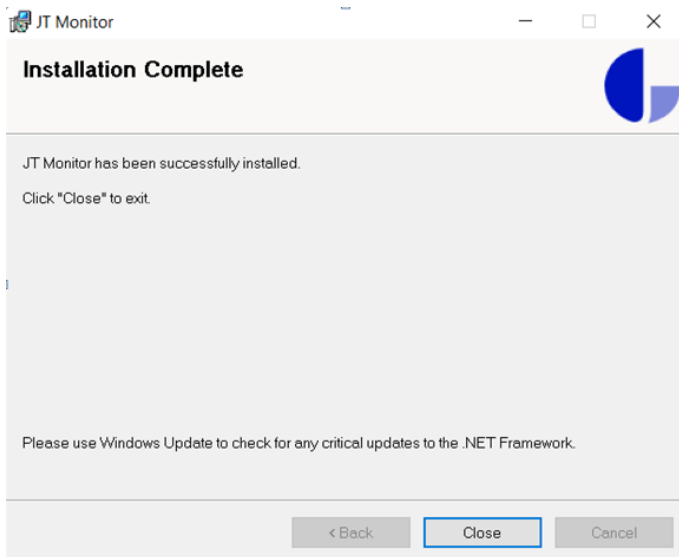 JT Monitor
Installation Complete
JT Monitor has been successfully installed.
Click "Close" to exit.
Please use Windows Update to check for any critical updates to the .NET Framework.
< Back
Close
Cancel